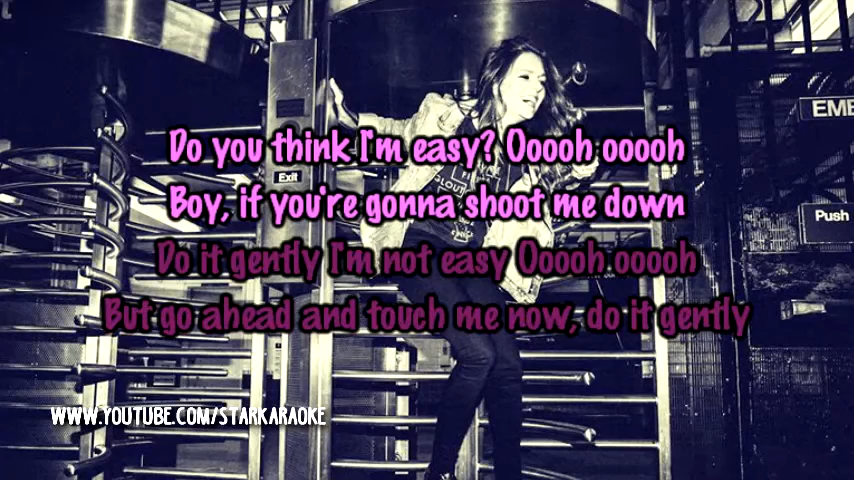 EME
Do you think I'm easy? Ooooh ooooh
Exit
Boy, if you're gonna shoot me down
Push
Do it gently I'm not easy Ooooh ooooh
But go ahead and touch me now, do it gently
WWW.YOUTUBE.COM/STARKARAOKE